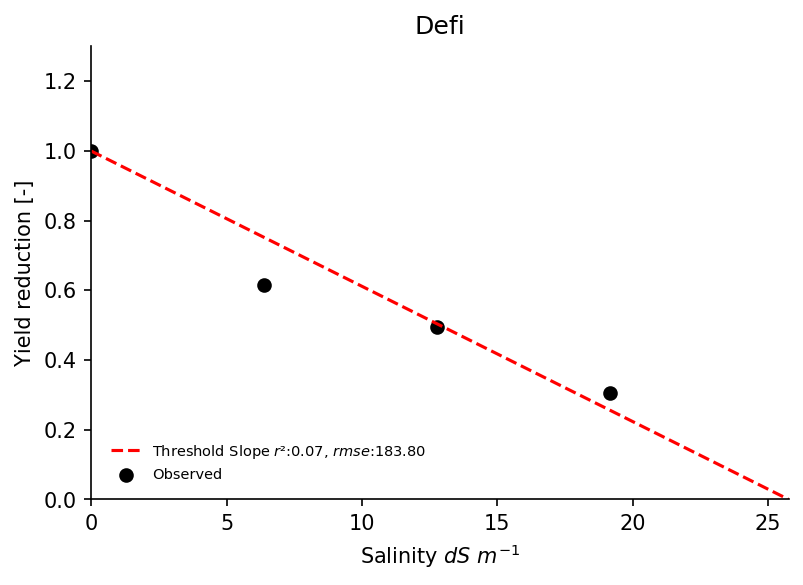 Defi
Yield reduction [-]
1.2
1.0
0.8
0.6
0.4
0.2
0.0
Threshold Slope r²:0.07, rmse:183.80
Observed
0 5 10 15 20 25
Salinity dS m⁻¹